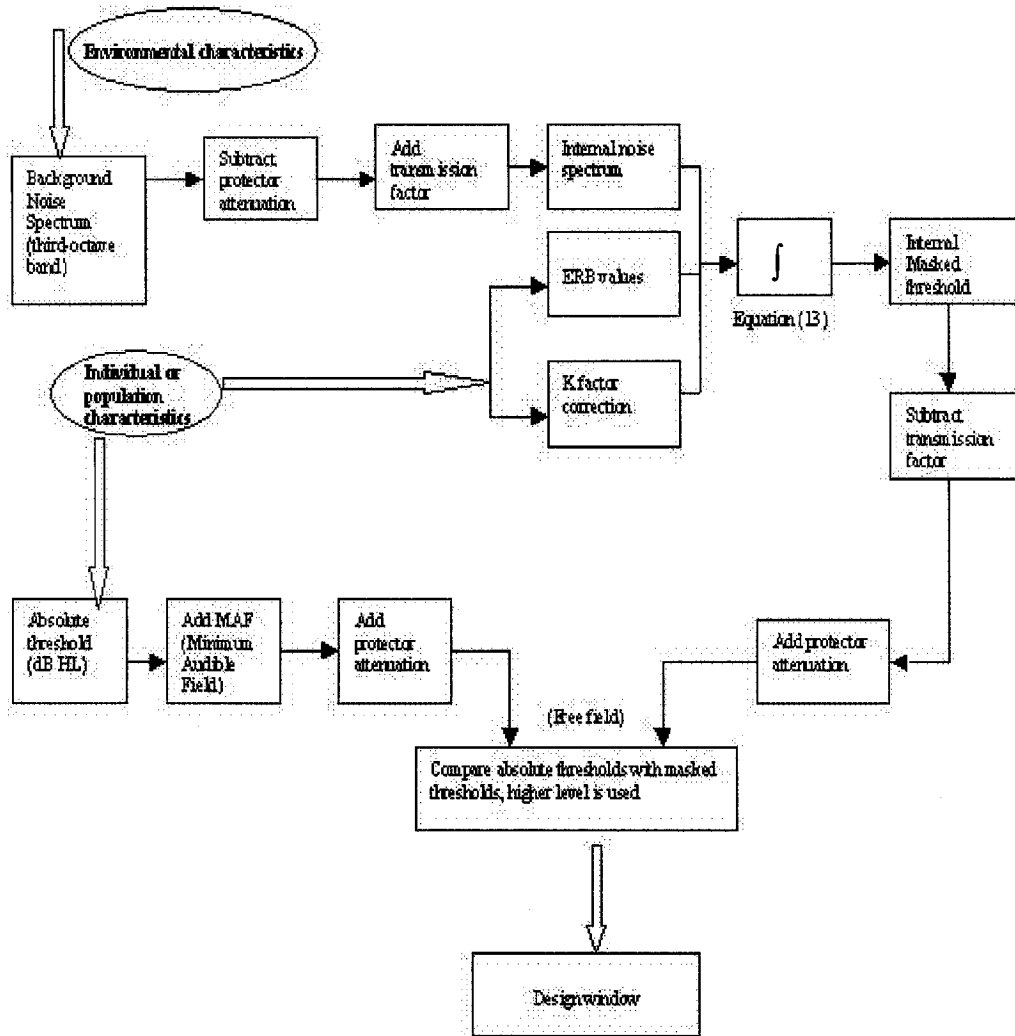 Environmental characteristics
Background
Noise
Spectrum
(third-octave
band)
Subtract
protector
attenuation
Add
transmission
factor
Internal noise
spectrum
ERB values
K factor
correction
∫
Equation (13)
Internal
Masked
threshold
Individual or
population
characteristics
Subtract
transmission
factor
Absolute
threshold
(dB HL)
Add MAF
(Minimum
Audible
Field)
Add
protector
attenuation
Add protector
attenuation
(Free field)
Compare absolute thresholds with masked
thresholds, higher level is used
Design window